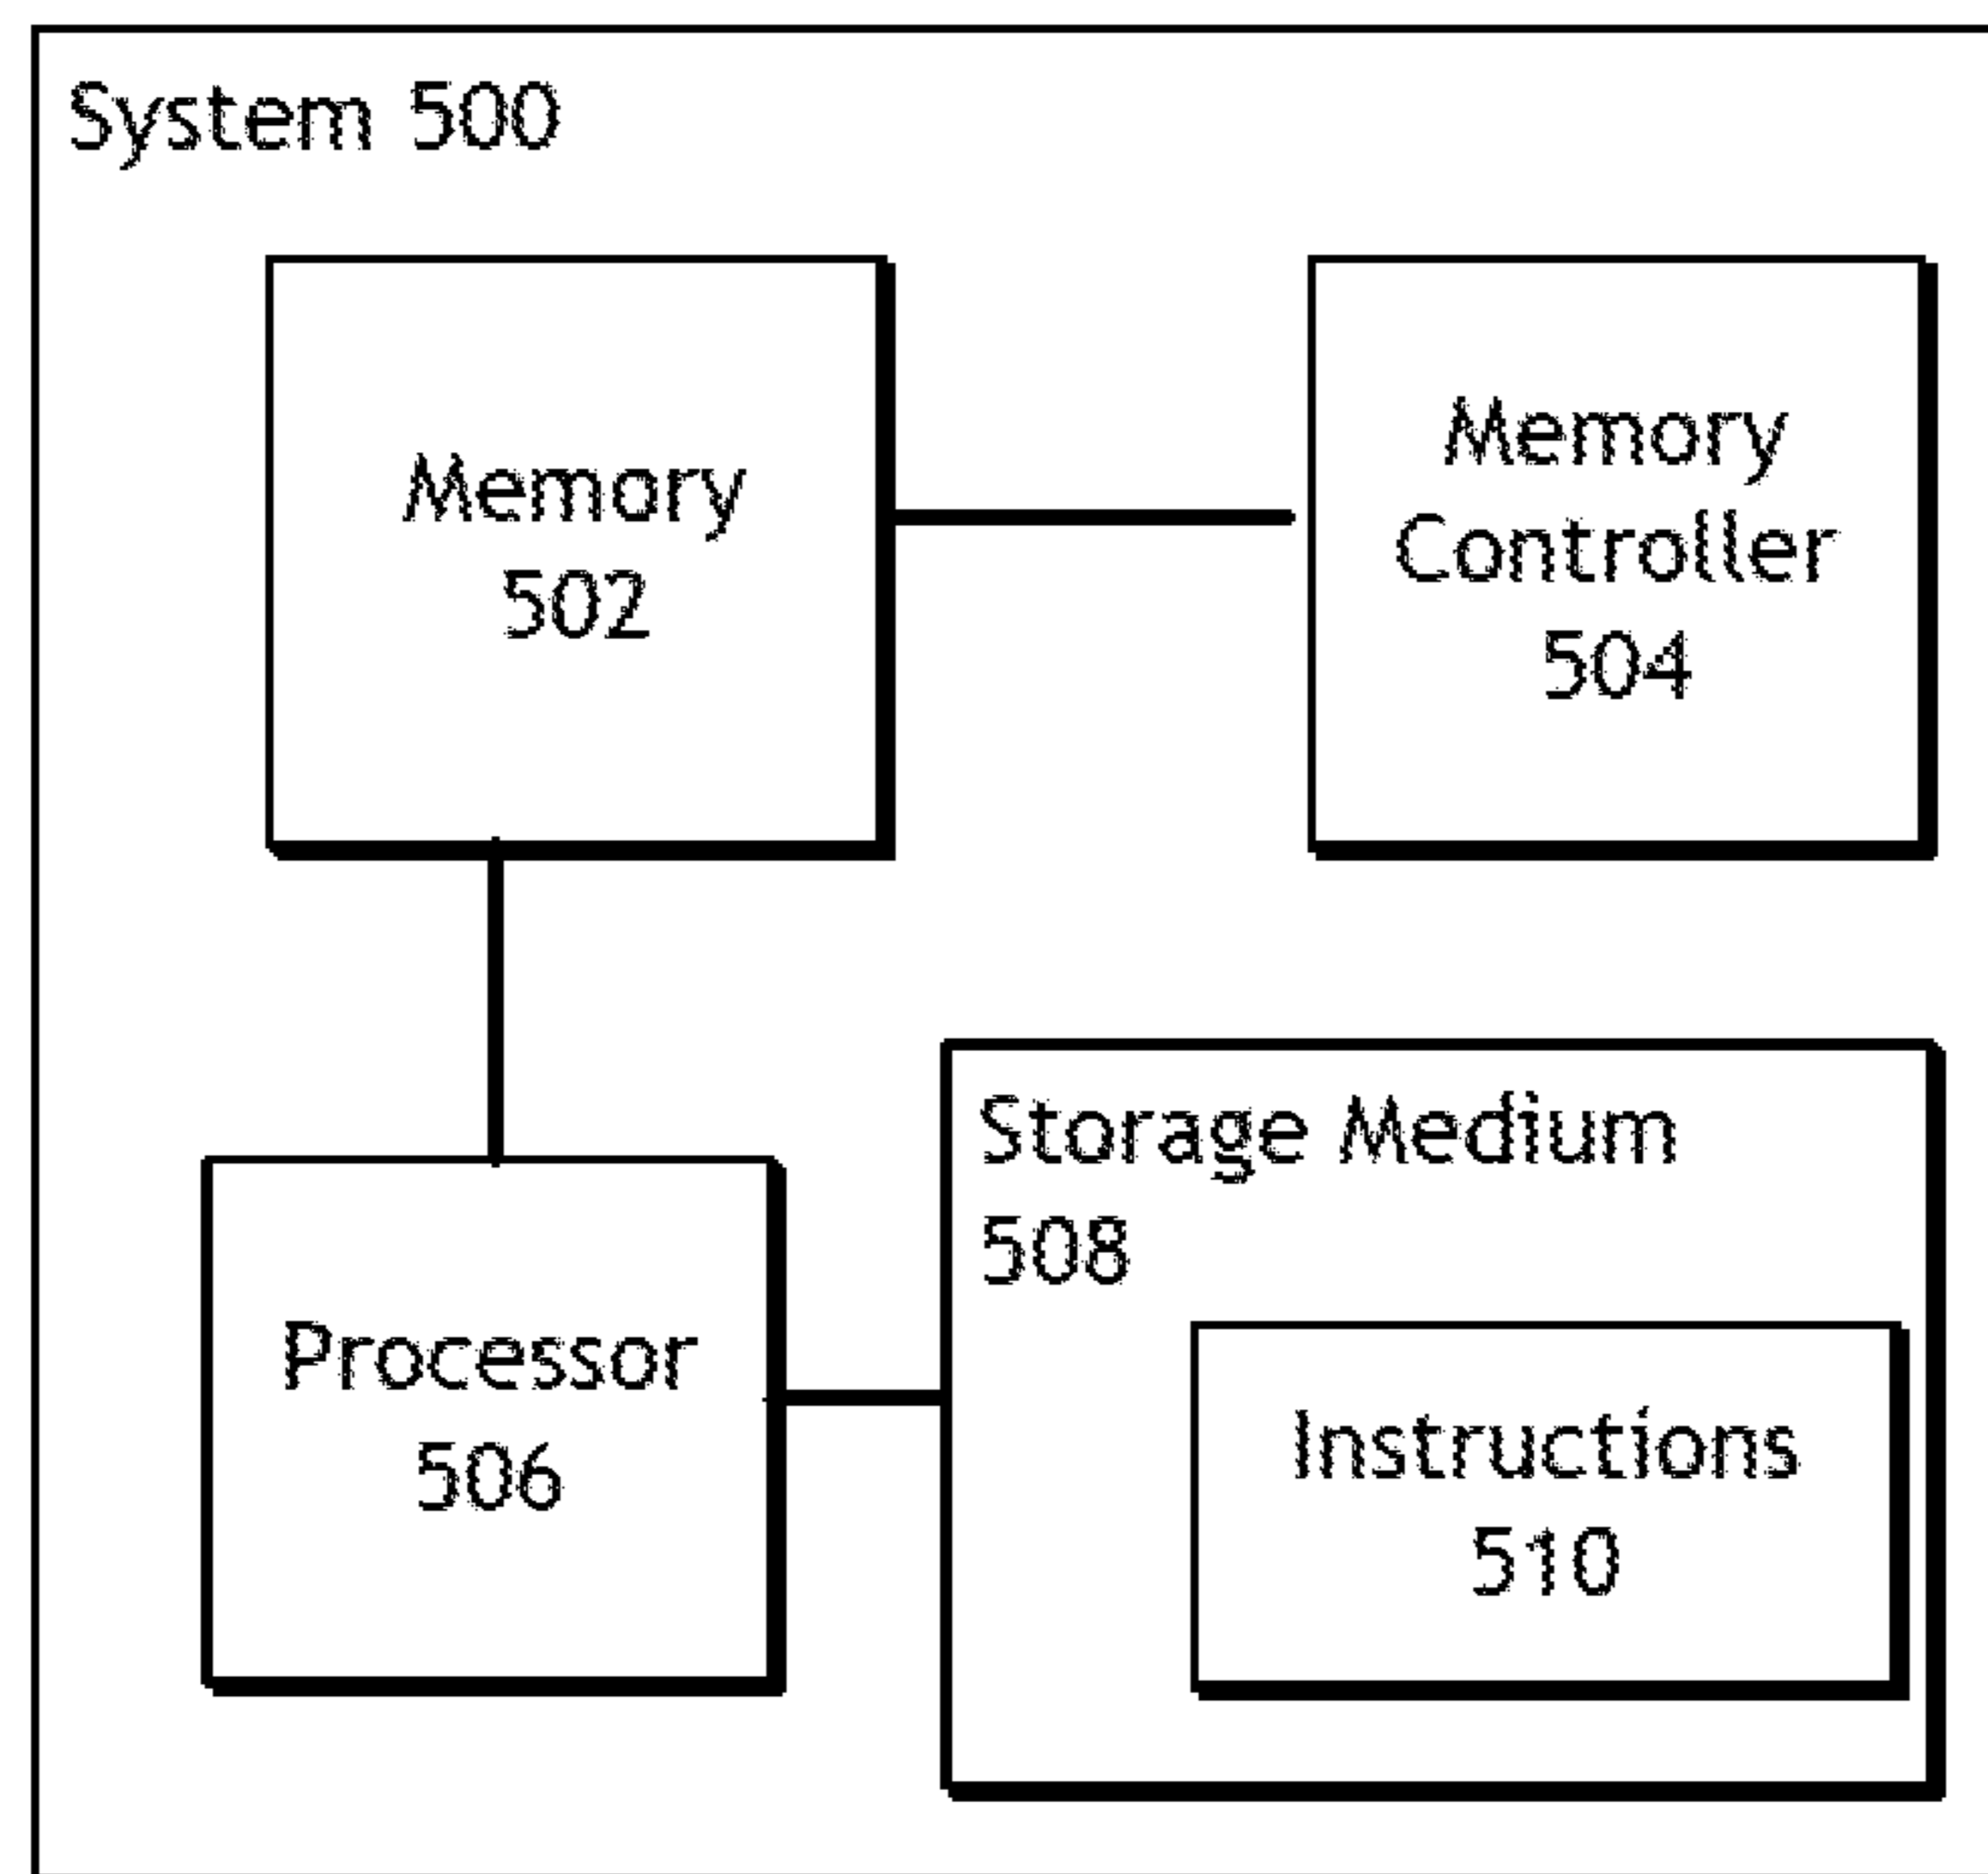 System 500
Memory
502
Memory
Controller
504
Storage Medium
508
Processor
506
Instructions
510